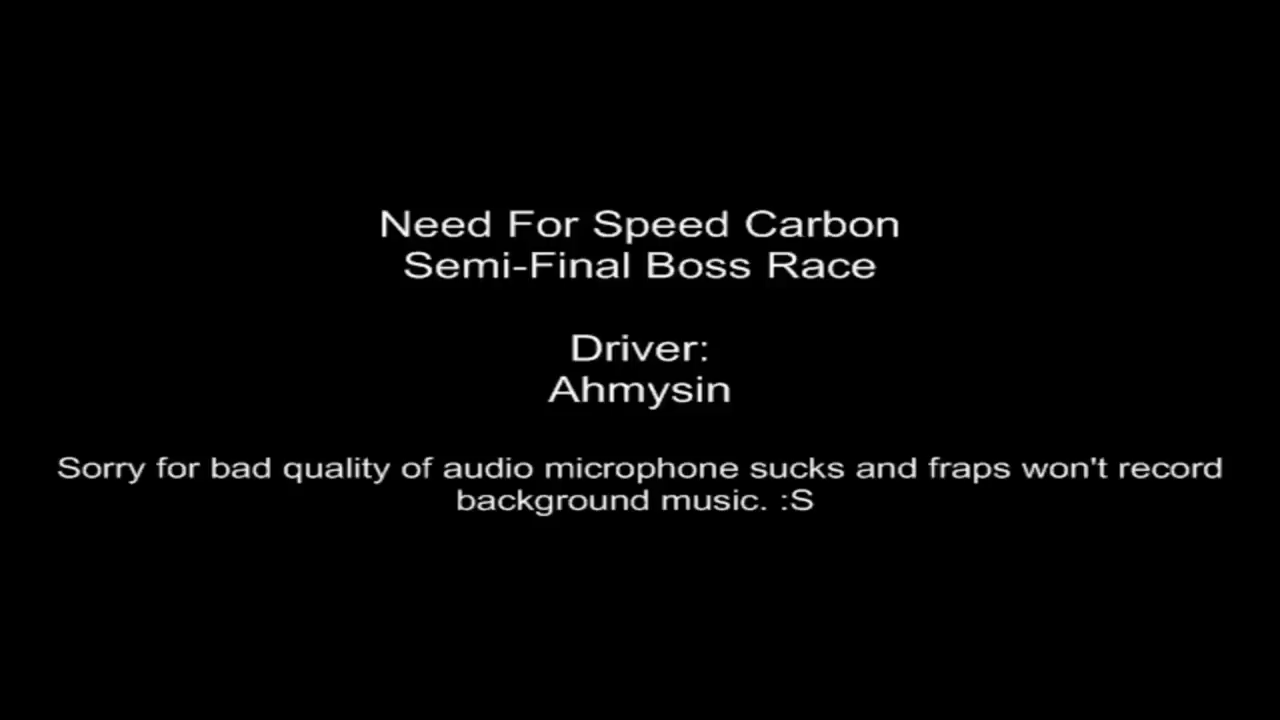 Need For Speed Carbon
Semi-Final Boss Race
Driver:
Ahmysin
Sorry for bad quality of audio microphone sucks and fraps won't record
background music. :S